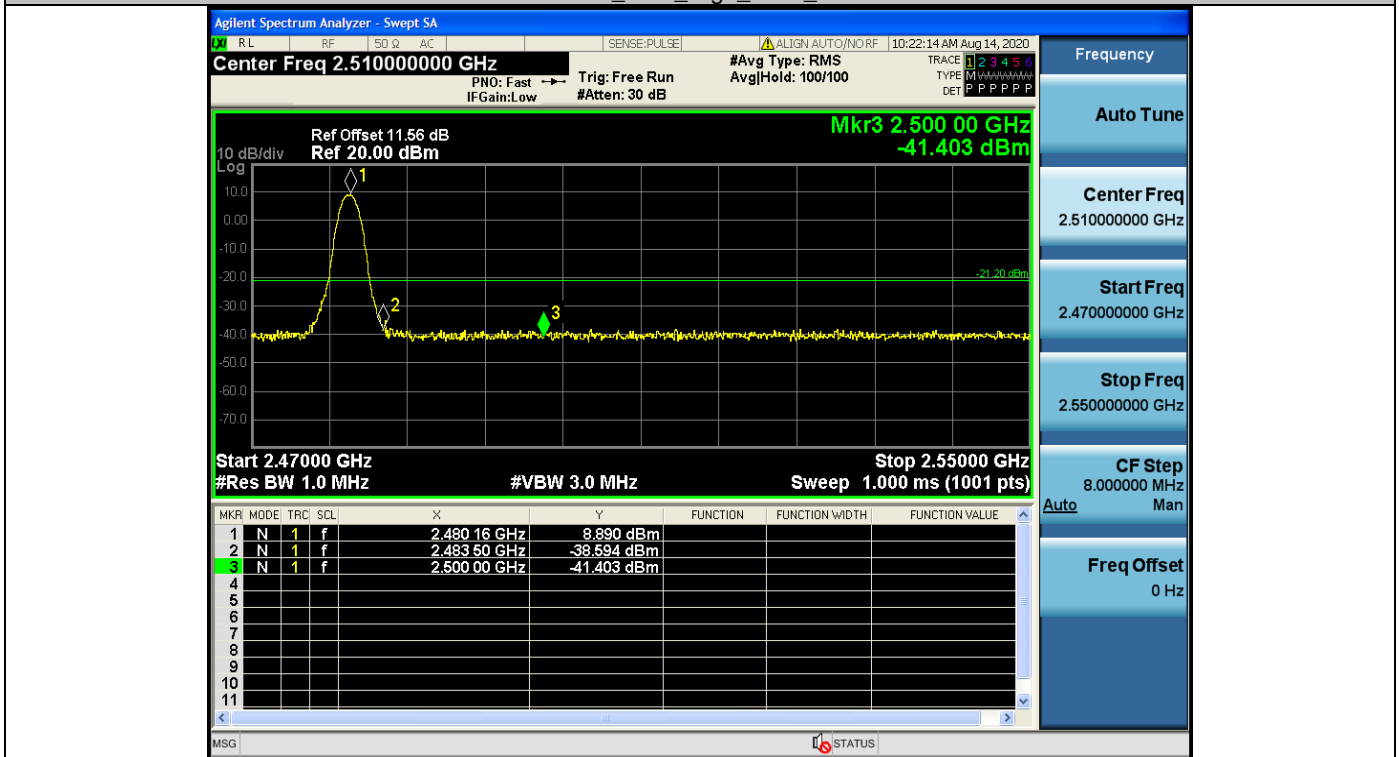 Agilent Spectrum Analyzer - Swept SA
LXI RL RF 50 Ω AC SENSE:PULSE ALIGN AUTO/NO RF 10:22:14 AM Aug 14, 2020
Center Freq 2.510000000 GHz
PNO: Fast
IFGain:Low
Trig: Free Run
#Atten: 30 dB
#Avg Type: RMS
Avg|Hold: 100/100
TRACE 1 2 3 4 5 6
TYPE M W W W W W
DET P P P P P P
Frequency
Auto Tune
Center Freq
2.510000000 GHz
Start Freq
2.470000000 GHz
Stop Freq
2.550000000 GHz
CF Step
8.000000 MHz
Auto Man
Freq Offset
0 Hz
Mkr3 2.500 00 GHz
-41.403 dBm
Ref Offset 11.56 dB
10 dB/div Ref 20.00 dBm
Log
1
10.0
0.00
-10.0
-20.0
-21.20 dBm
-30.0
2
3
-40.0
-50.0
-60.0
-70.0
Start 2.47000 GHz Stop 2.55000 GHz
#Res BW 1.0 MHz #VBW 3.0 MHz Sweep 1.000 ms (1001 pts)
MKR MODE TRC SCL X Y FUNCTION FUNCTION WIDTH FUNCTION VALUE
1 N 1 f 2.480 16 GHz 8.890 dBm
2 N 1 f 2.483 50 GHz -38.594 dBm
3 N 1 f 2.500 00 GHz -41.403 dBm
4
5
6
7
8
9
10
11
MSG STATUS